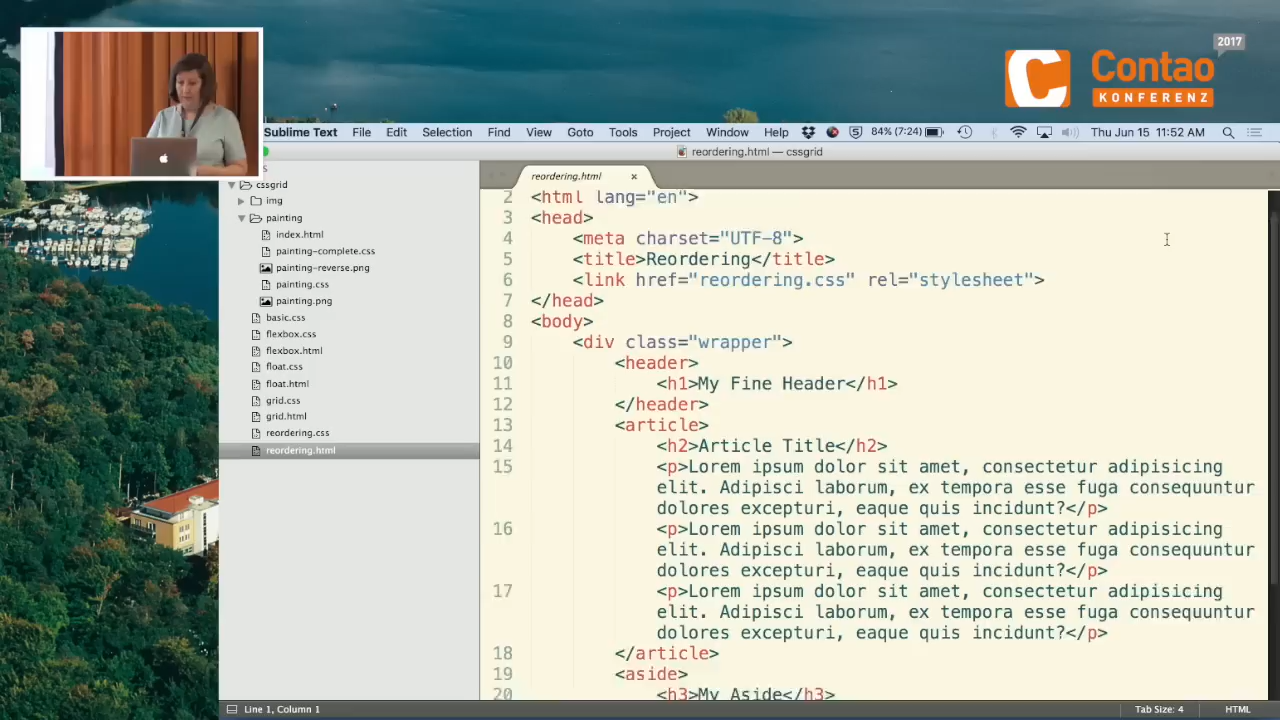 2017
Contao
KONFERENZ
Sublime Text File Edit Selection Find View Goto Tools Project Window Help 84% (7:24) Thu Jun 15 11:52 AM
reordering.html — cssgrid
S
cssgrid
img
painting
index.html
painting-complete.css
painting-reverse.png
painting.css
painting.png
basic.css
flexbox.css
flexbox.html
float.css
float.html
grid.css
grid.html
reordering.css
reordering.html
reordering.html ×
2 <html lang="en">
3 <head>
4 <meta charset="UTF-8">
5 <title>Reordering</title>
6 <link href="reordering.css" rel="stylesheet">
7 </head>
8 <body>
9 <div class="wrapper">
10 <header>
11 <h1>My Fine Header</h1>
12 </header>
13 <article>
14 <h2>Article Title</h2>
15 <p>Lorem ipsum dolor sit amet, consectetur adipisicing
elit. Adipisci laborum, ex tempora esse fuga consequuntur
dolores excepturi, eaque quis incidunt?</p>
16 <p>Lorem ipsum dolor sit amet, consectetur adipisicing
elit. Adipisci laborum, ex tempora esse fuga consequuntur
dolores excepturi, eaque quis incidunt?</p>
17 <p>Lorem ipsum dolor sit amet, consectetur adipisicing
elit. Adipisci laborum, ex tempora esse fuga consequuntur
dolores excepturi, eaque quis incidunt?</p>
18 </article>
19 <aside>
20 <h3>My Aside</h3>
Line 1, Column 1 Tab Size: 4 HTML